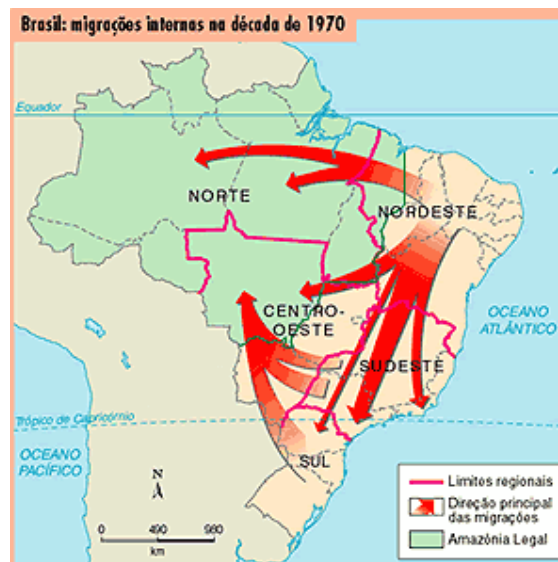 Brasil: migrações internas na década de 1970
Equador
NORTE
NORDESTE
CENTRO-
OESTE
SUDESTE
OCEANO
ATLÂNTICO
Trópico de Capricórnio
OCEANO
PACÍFICO
SUL
N
0 490 980
km
Limites regionais
Direção principal
das migrações
Amazônia Legal